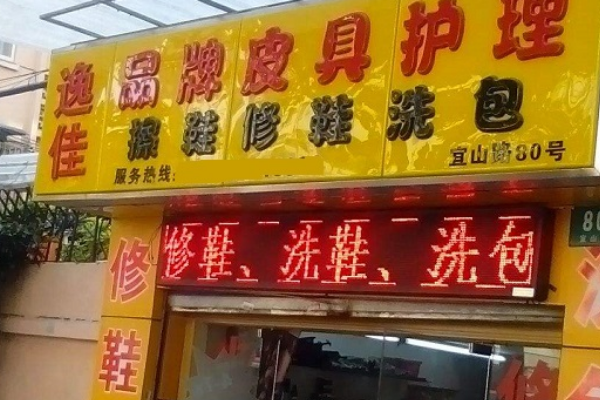 逸佳
品牌皮具护理
擦鞋修鞋洗包
服务热线:
宜山路80号
修鞋、洗鞋、洗包
修鞋
80